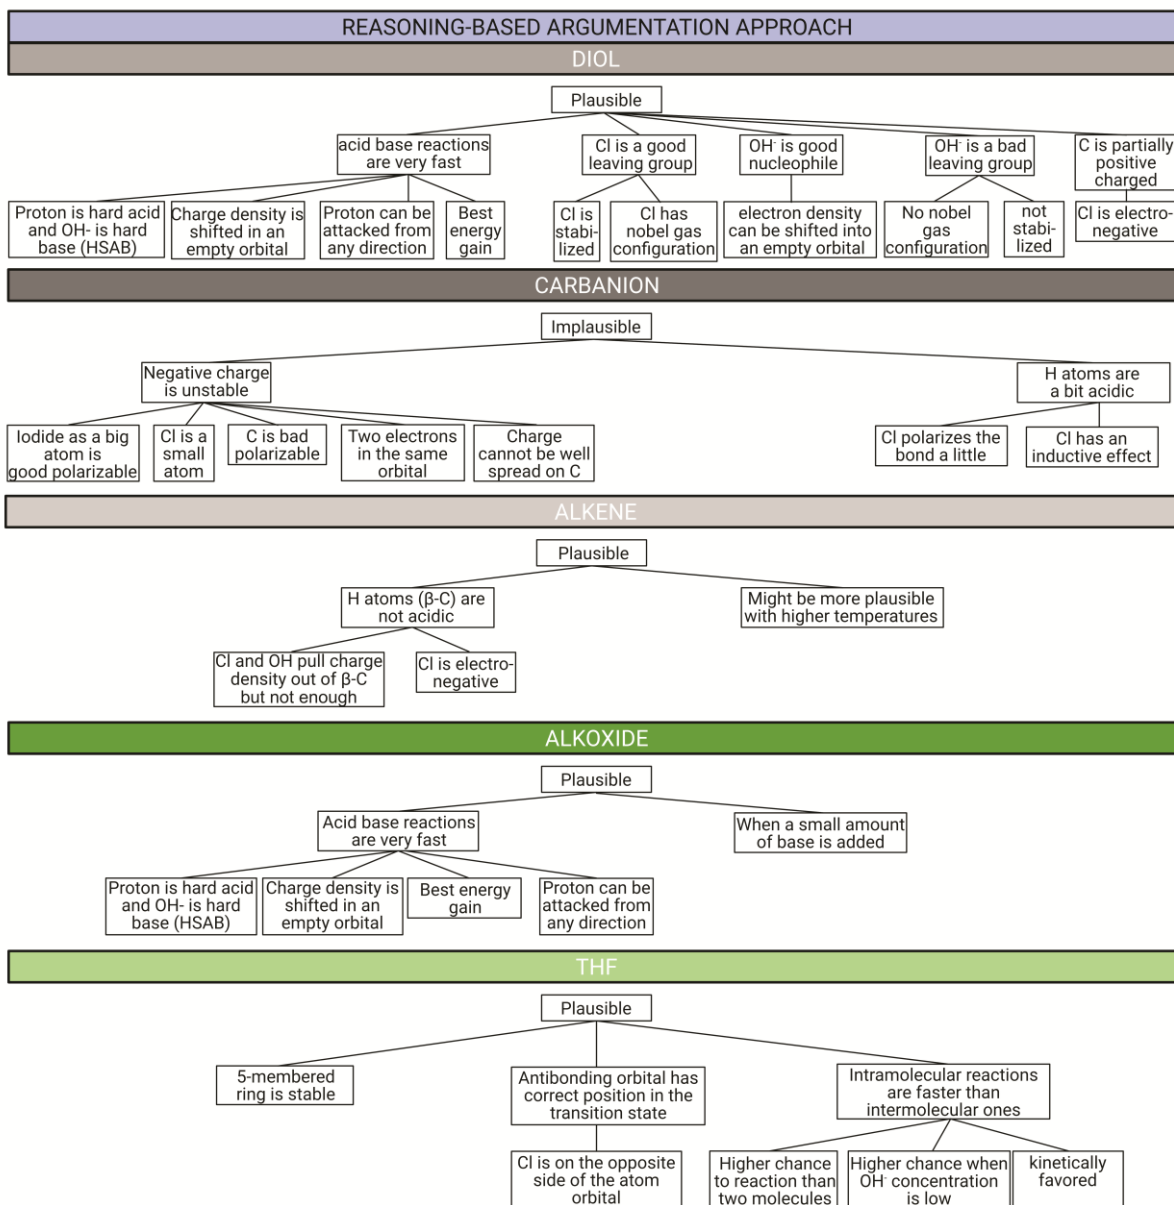 REASONING-BASED ARGUMENTATION APPROACH
DIOL
Plausible
acid base reactions
are very fast
Cl is a good
leaving group
OH⁻ is good
nucleophile
OH⁻ is a bad
leaving group
C is partially
positive
charged
Proton is hard acid
and OH- is hard
base (HSAB)
Charge density is
shifted in an
empty orbital
Proton can be
attacked from
any direction
Best
energy
gain
Cl is
stabi-
lized
Cl has
nobel gas
configuration
electron density
can be shifted into
an empty orbital
No nobel
gas
configuration
not
stabi-
lized
Cl is electro-
negative
CARBANION
Implausible
Negative charge
is unstable
H atoms are
a bit acidic
Iodide as a big
atom is
good polarizable
Cl is a
small
atom
C is bad
polarizable
Two electrons
in the same
orbital
Charge
cannot be well
spread on C
Cl polarizes the
bond a little
Cl has an
inductive effect
ALKENE
Plausible
H atoms (β-C) are
not acidic
Might be more plausible
with higher temperatures
Cl and OH pull charge
density out of β-C
but not enough
Cl is electro-
negative
ALKOXIDE
Plausible
Acid base reactions
are very fast
When a small amount
of base is added
Proton is hard acid
and OH- is hard
base (HSAB)
Charge density is
shifted in an
empty orbital
Best energy
gain
Proton can be
attacked from
any direction
THF
Plausible
5-membered
ring is stable
Antibonding orbital has
correct position in the
transition state
Intramolecular reactions
are faster than
intermolecular ones
Cl is on the opposite
side of the atom
orbital
Higher chance
to reaction than
two molecules
Higher chance when
OH⁻ concentration
is low
kinetically
favored